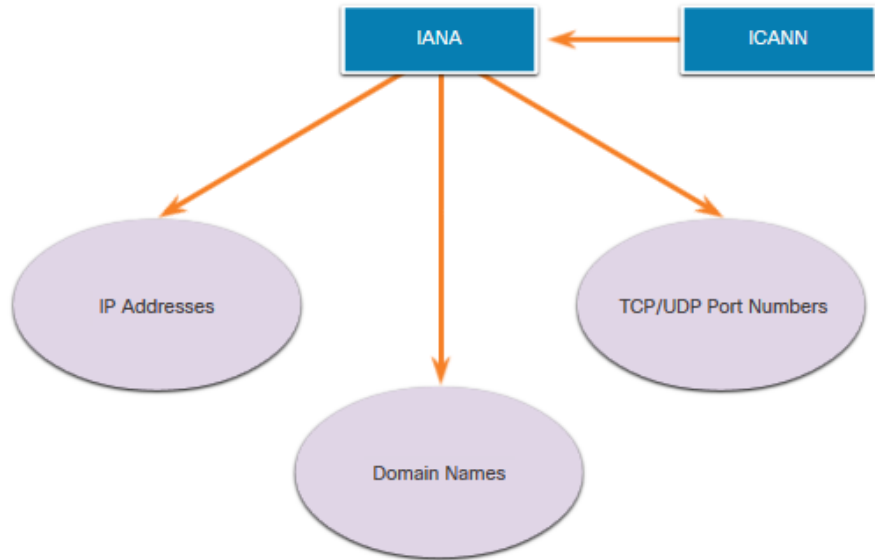 IANA
ICANN
IP Addresses
TCP/UDP Port Numbers
Domain Names